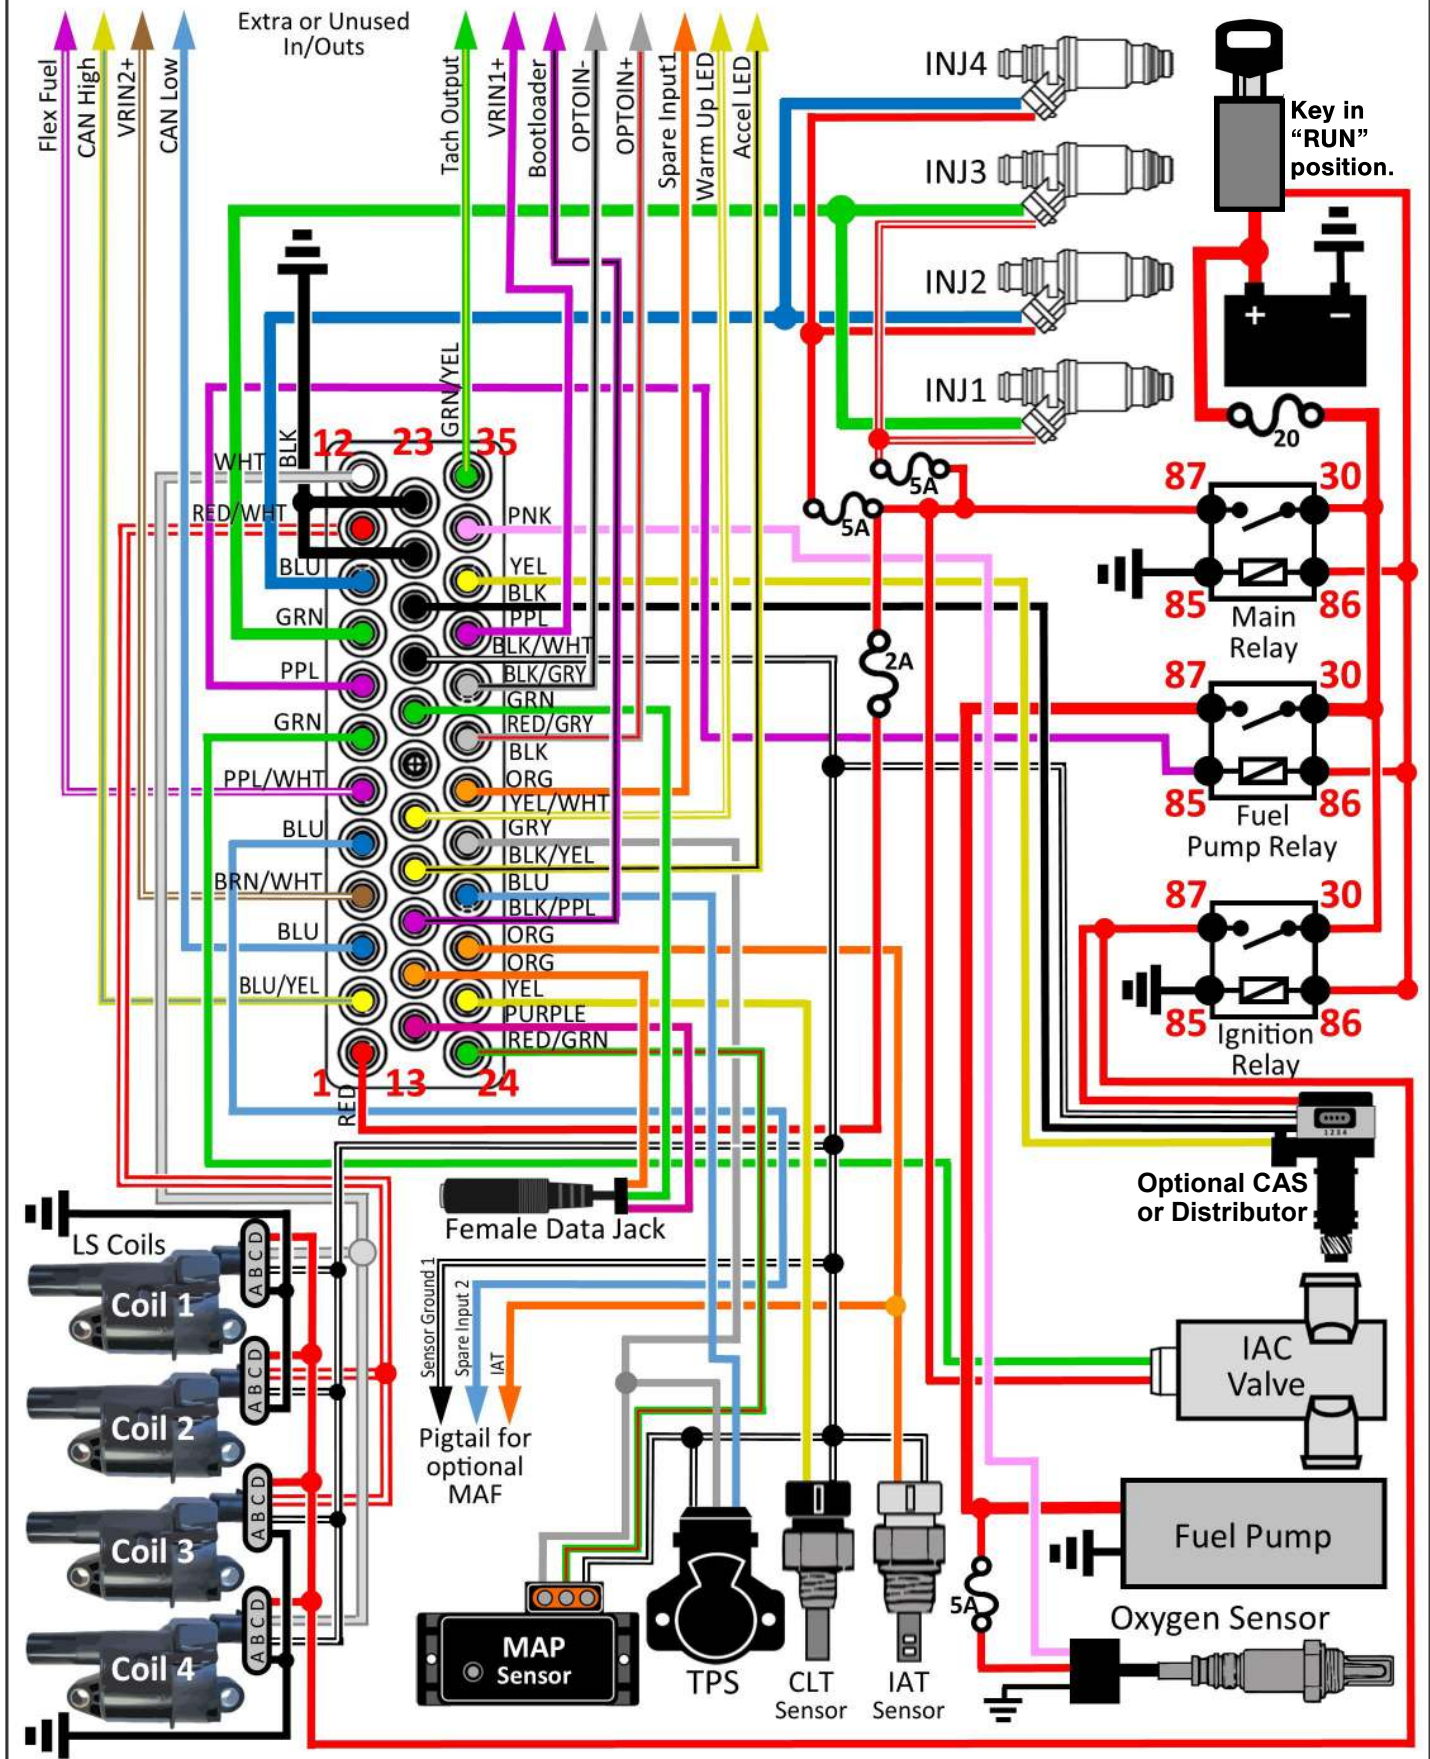 Extra or Unused
In/Outs
Flex Fuel
CAN High
VRIN2+
CAN Low
Tach Output
VRIN1+
Bootloader
OPTOIN-
OPTOIN+
Spare Input1
Warm Up LED
Accel LED
INJ4
INJ3
INJ2
INJ1
Key in
“RUN”
position.
+ −
20
5A
5A
2A
87 30
85 86
Main
Relay
87 30
85 86
Fuel
Pump Relay
87 30
85 86
Ignition
Relay
GRN/YEL
BLK
12 23 35
WHT
RED/WHT
BLU
GRN
PPL
GRN
PPL/WHT
BLU
BRN/WHT
BLU
BLU/YEL
PNK
YEL
BLK
PPL
BLK/WHT
BLK/GRY
GRN
RED/GRY
BLK
ORG
YEL/WHT
GRY
BLK/YEL
BLU
BLK/PPL
ORG
ORG
YEL
PURPLE
RED/GRN
1 13 24
RED
1234
Optional CAS
or Distributor
Female Data Jack
LS Coils
Coil 1
A B C D
Coil 2
A B C D
Coil 3
A B C D
Coil 4
A B C D
Sensor Ground 1
Spare Input 2
IAT
Pigtail for
optional
MAF
IAC
Valve
Fuel Pump
5A
Oxygen Sensor
MAP
Sensor
TPS
CLT
Sensor
IAT
Sensor